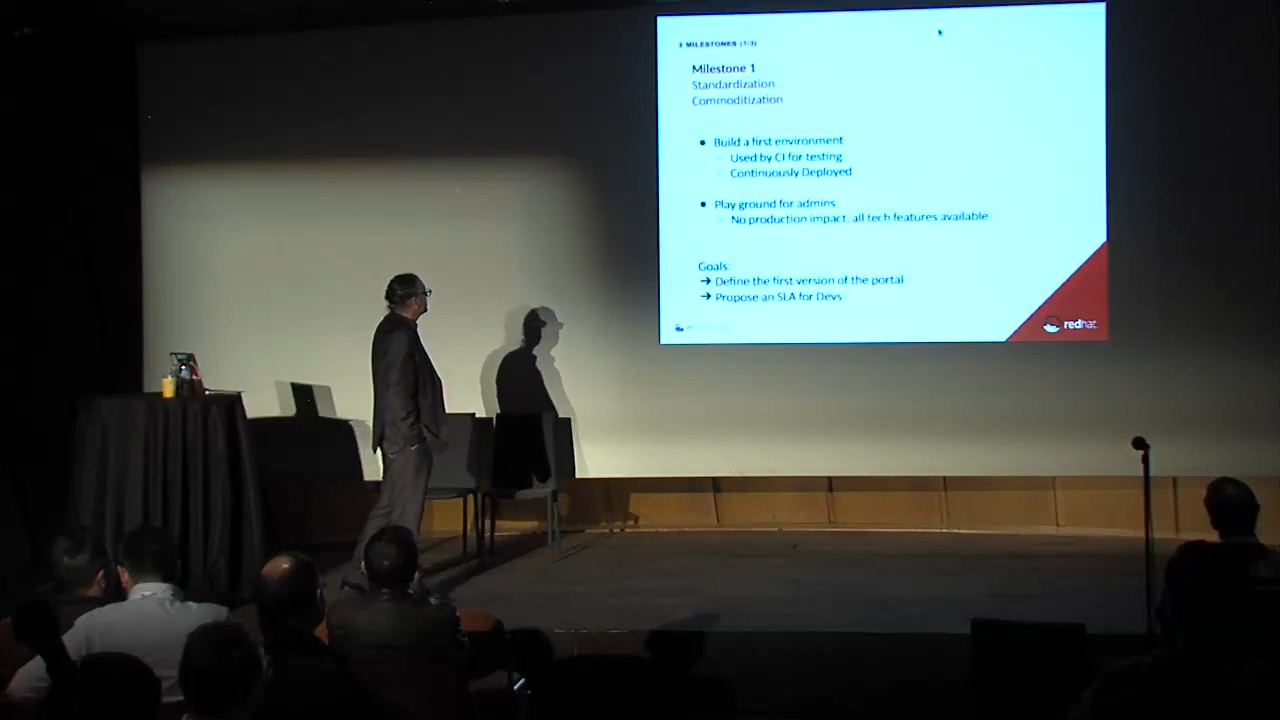 3 MILESTONES (1/3)
Milestone 1
Standardization
Commoditization
● Build a first environment
Used by CI for testing
Continuously Deployed
● Play ground for admins
No production impact, all tech features available
Goals:
➔ Define the first version of the portal
➔ Propose an SLA for Devs
redhat